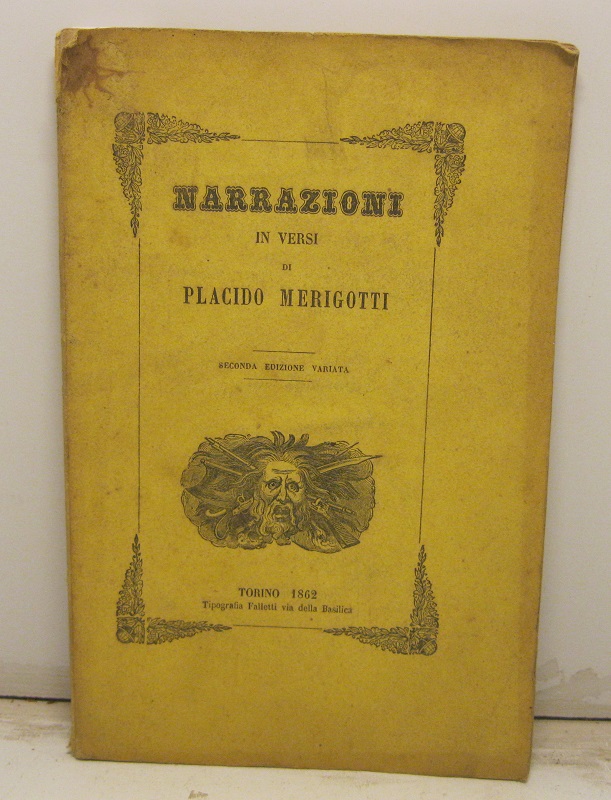 NARRAZIONI
IN VERSI
DI
PLACIDO MERIGOTTI
SECONDA EDIZIONE VARIATA
TORINO 1862
Tipografia Falletti via della Basilica